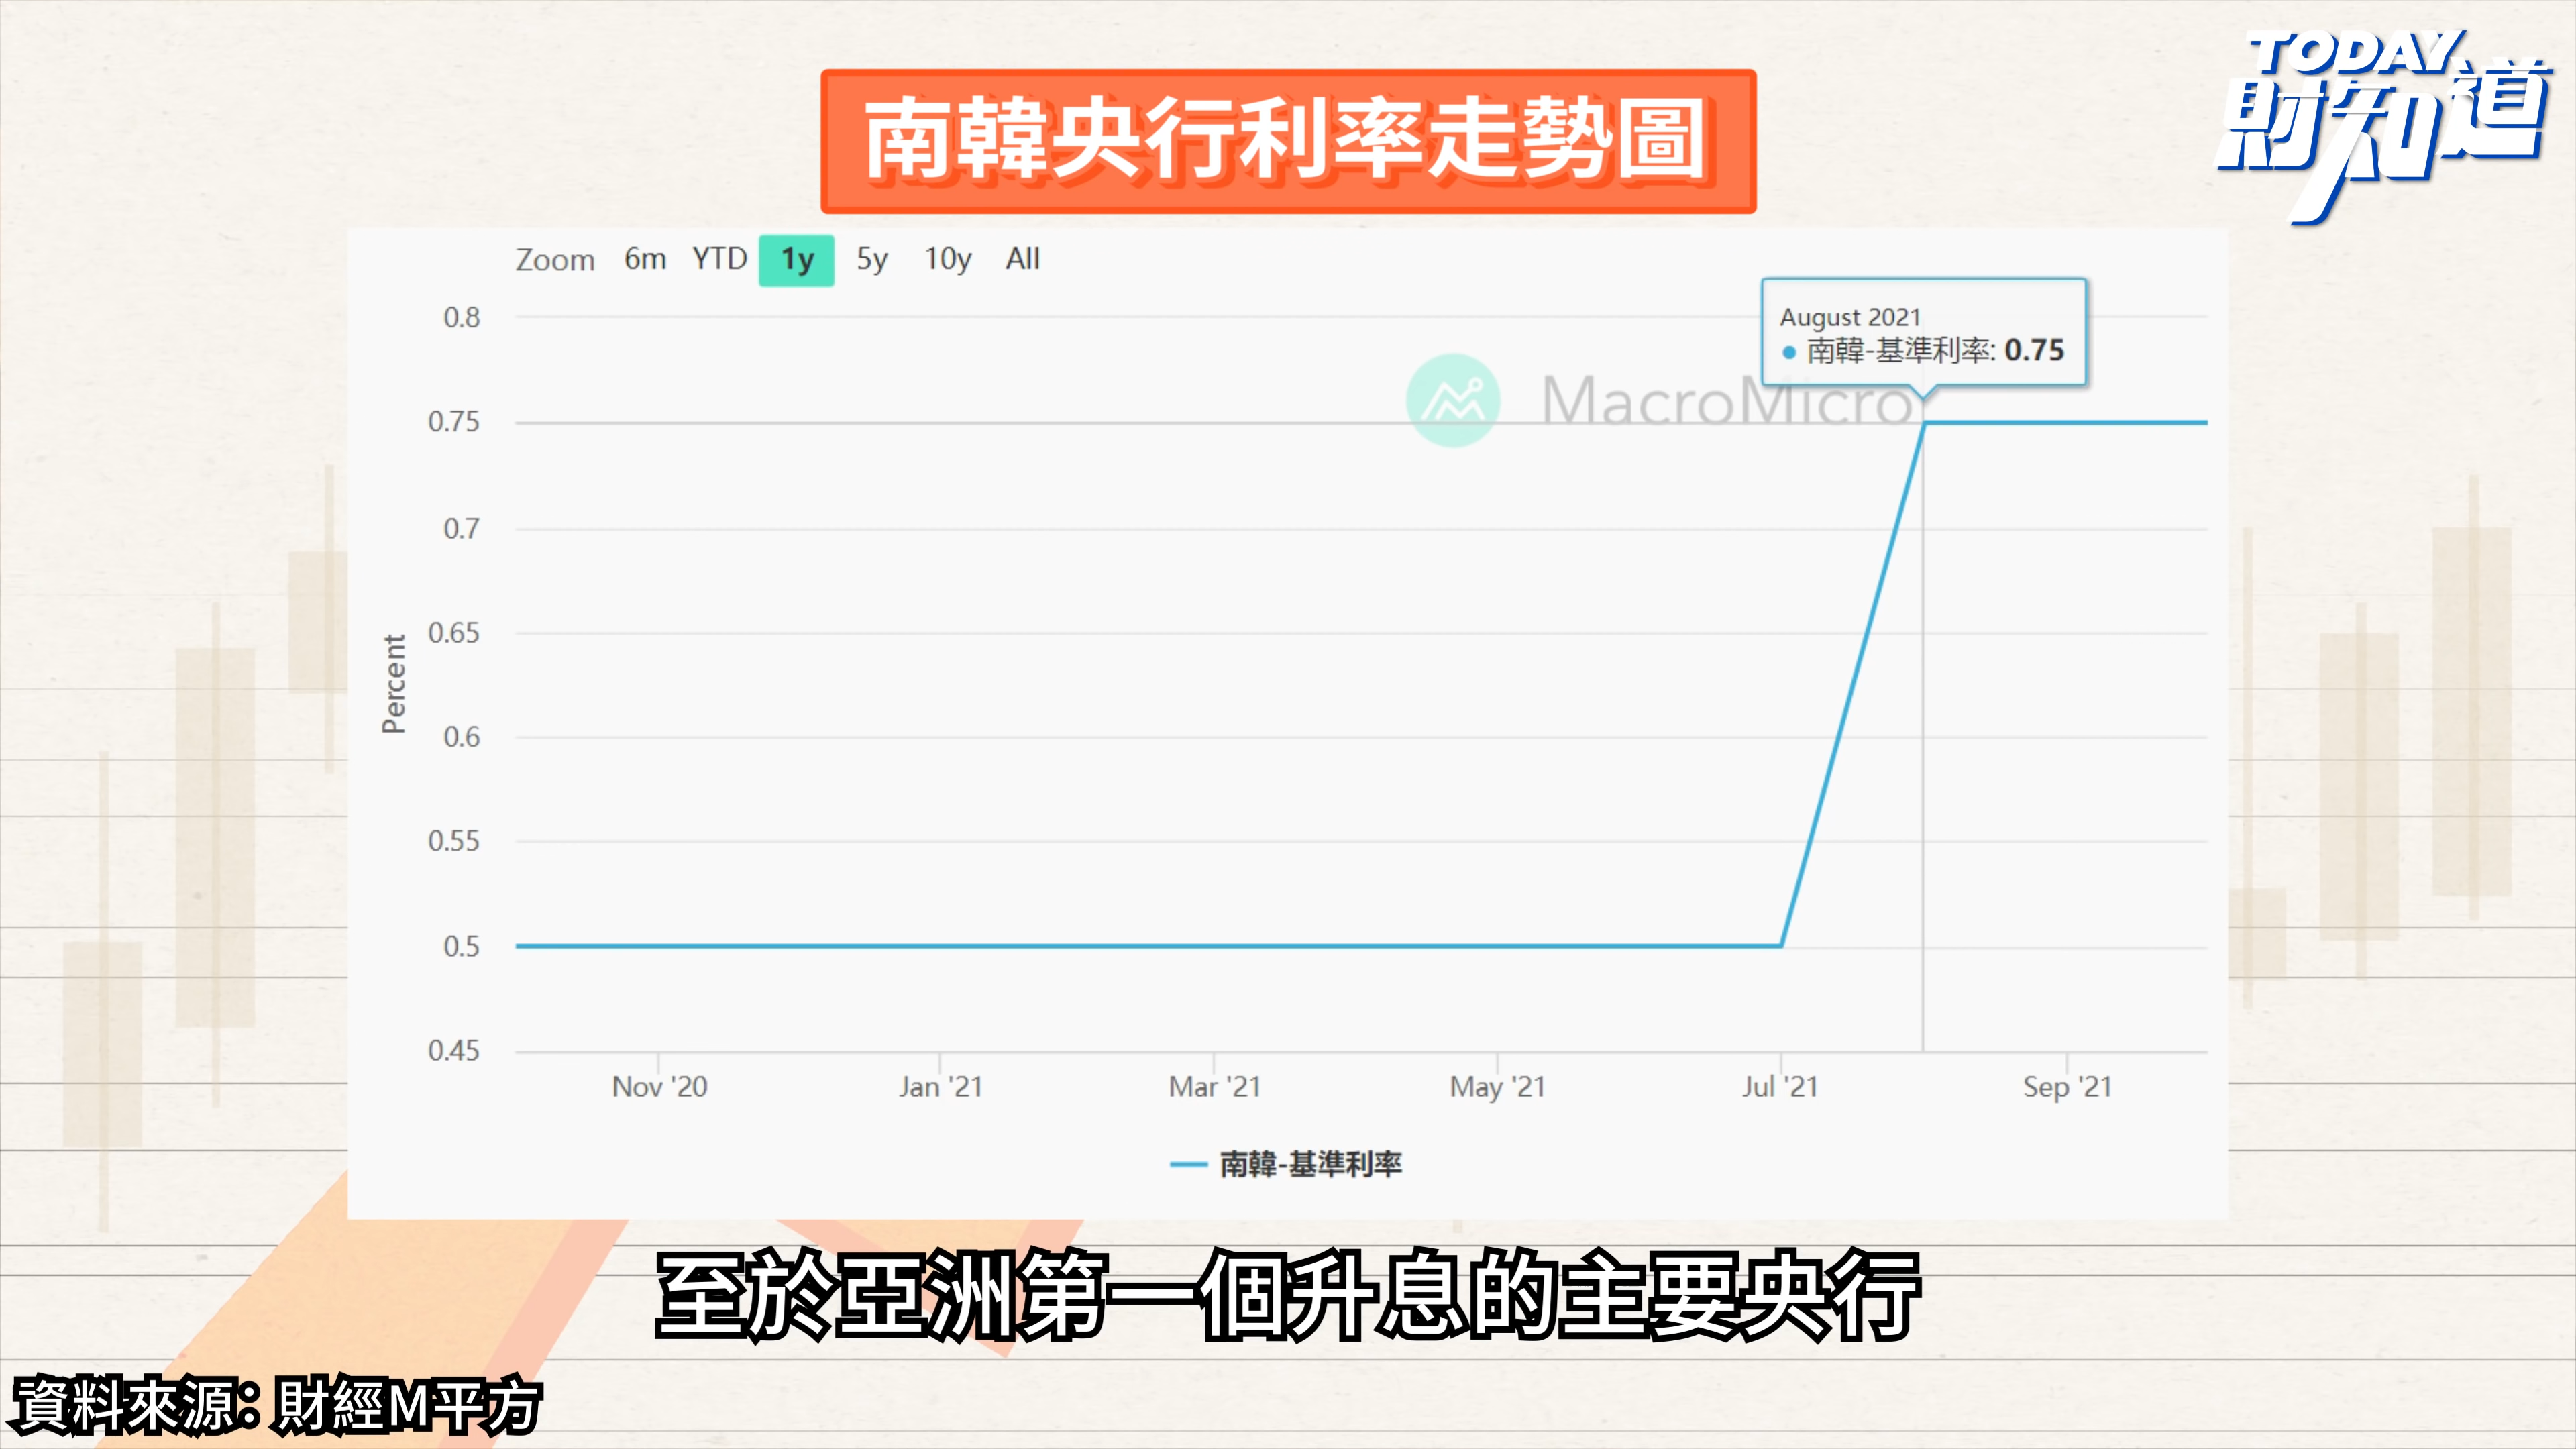 TODAY
財知道
南韓央行利率走勢圖
Zoom 6m YTD 1y 5y 10y All
August 2021
南韓-基準利率: 0.75
MacroMicro
0.8
0.75
0.7
0.65
0.6
0.55
0.5
0.45
Percent
Nov '20 Jan '21 Mar '21 May '21 Jul '21 Sep '21
南韓-基準利率
至於亞洲第一個升息的主要央行
資料來源：財經M平方